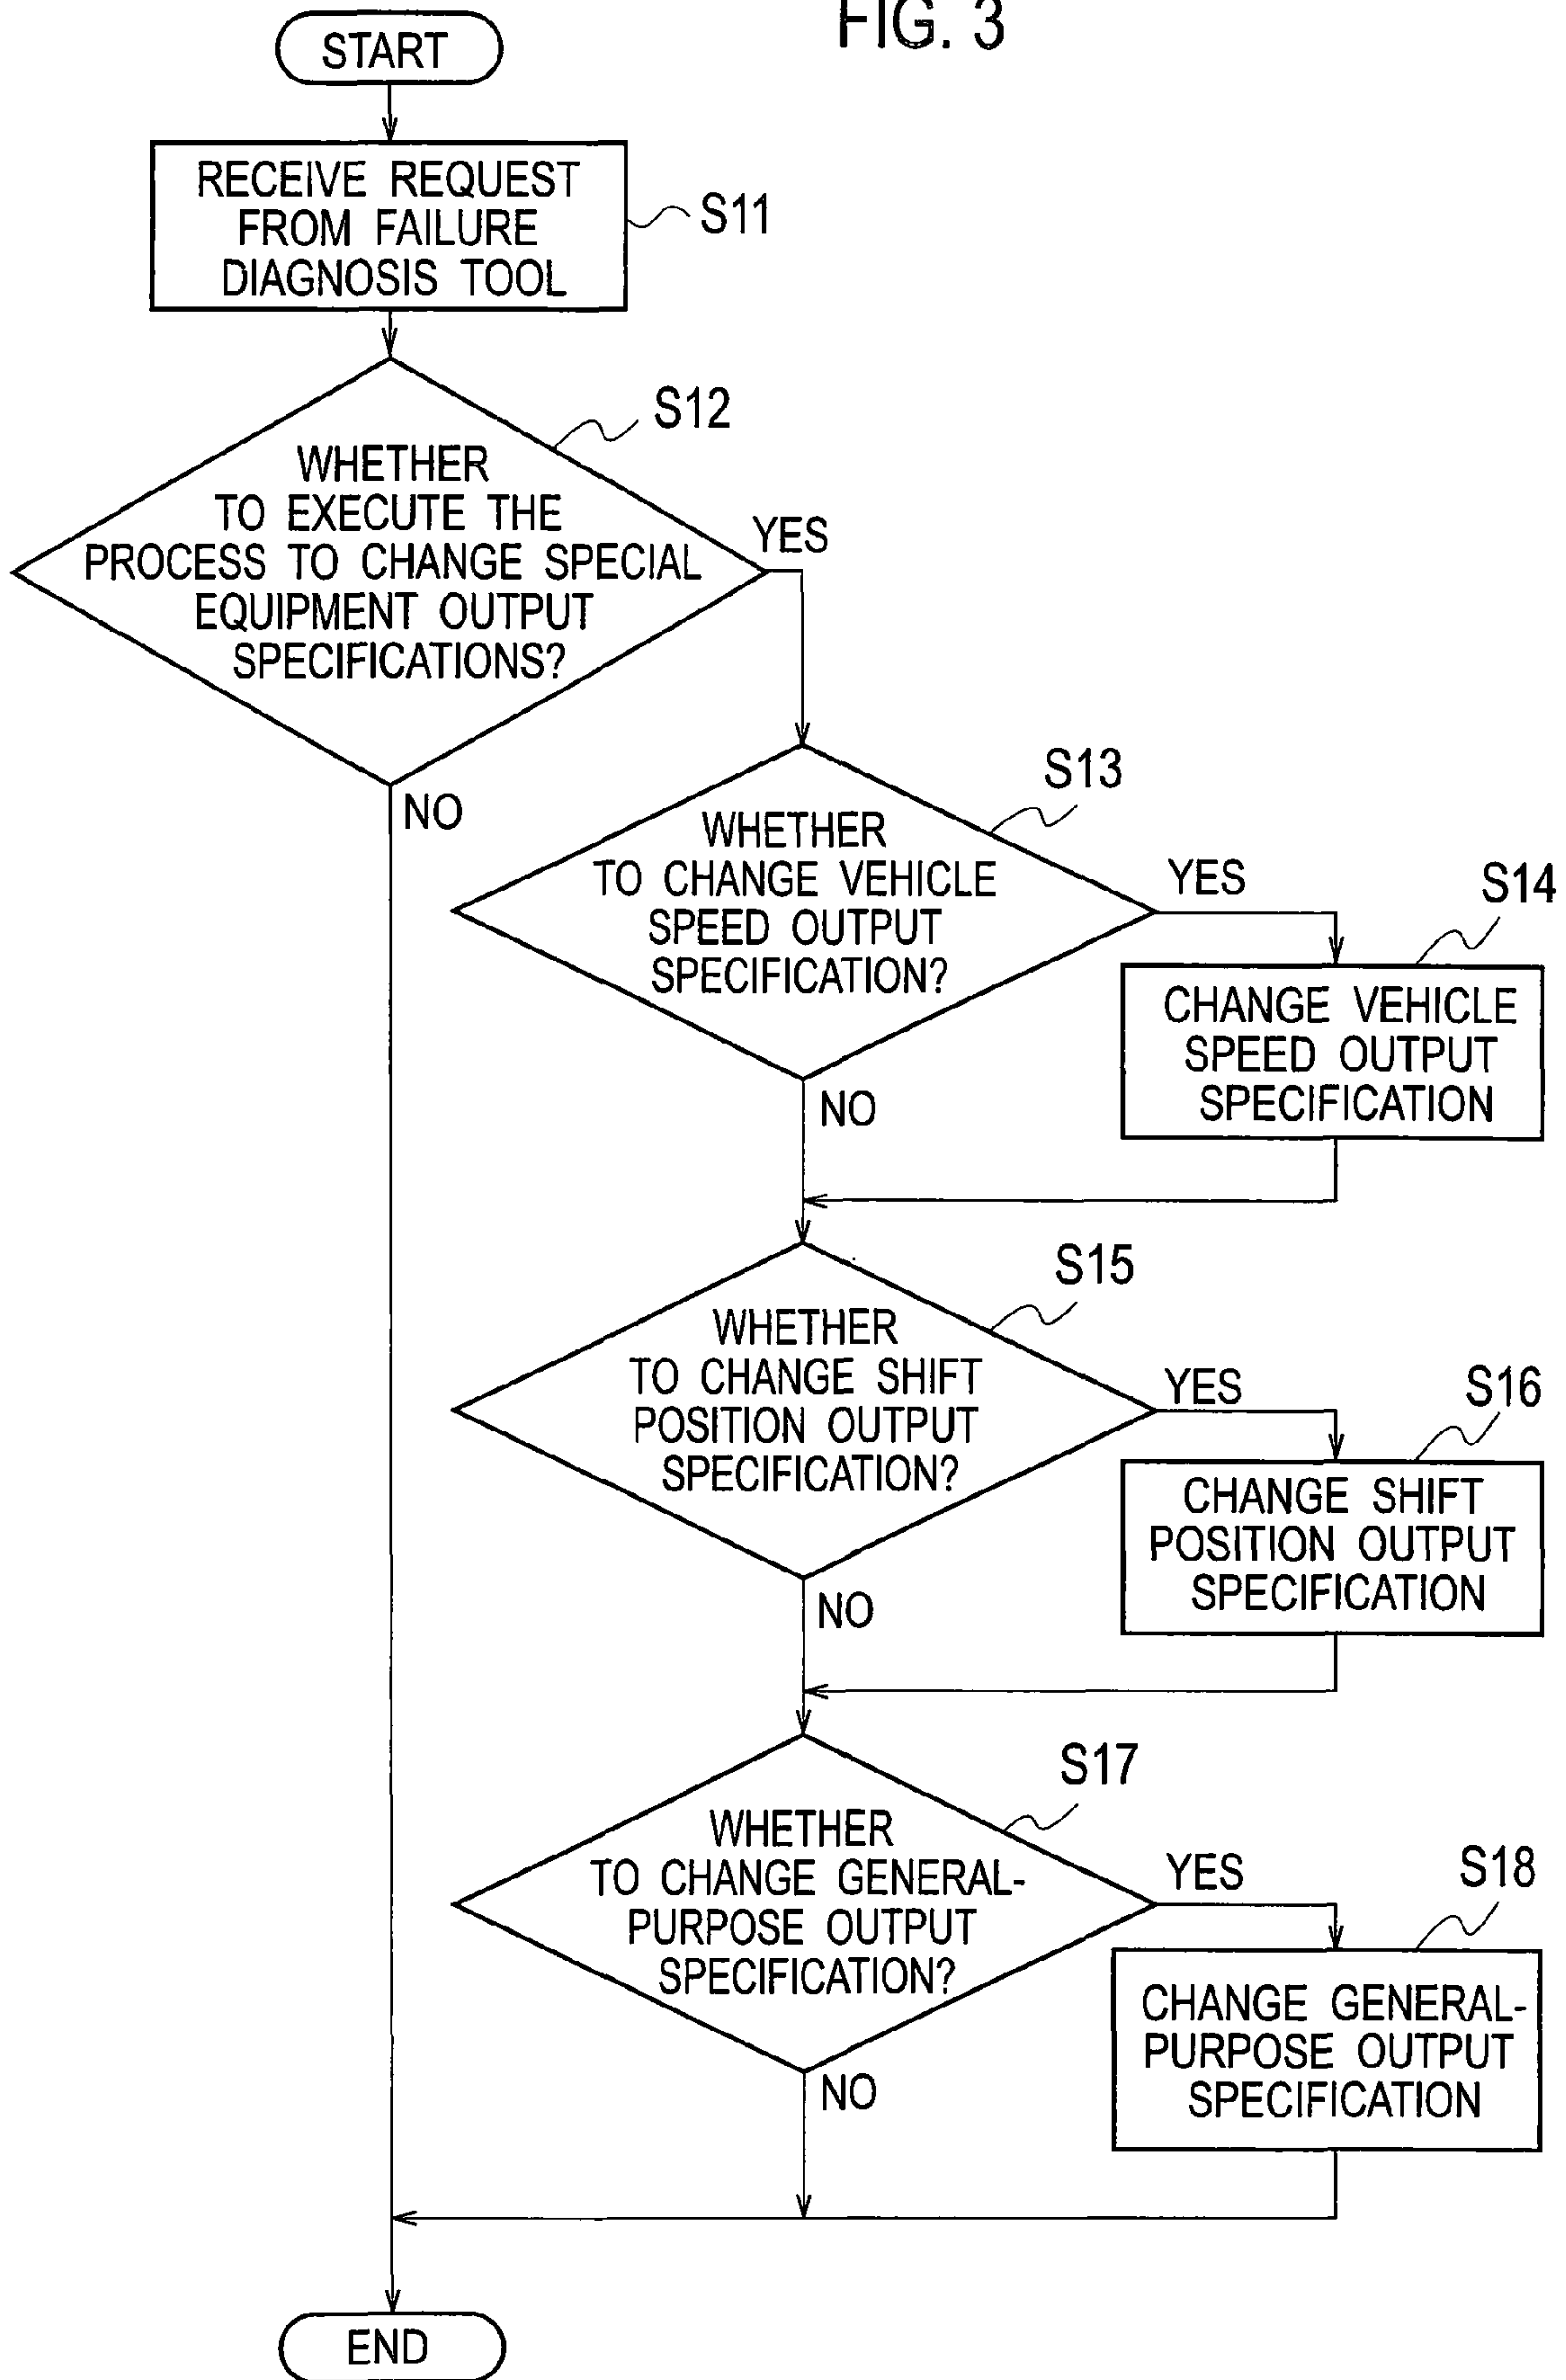 FIG. 3
START
RECEIVE REQUEST
FROM FAILURE
DIAGNOSIS TOOL
S11
S12
WHETHER
TO EXECUTE THE
PROCESS TO CHANGE SPECIAL
EQUIPMENT OUTPUT
SPECIFICATIONS?
YES
NO
S13
WHETHER
TO CHANGE VEHICLE
SPEED OUTPUT
SPECIFICATION?
YES
NO
S14
CHANGE VEHICLE
SPEED OUTPUT
SPECIFICATION
S15
WHETHER
TO CHANGE SHIFT
POSITION OUTPUT
SPECIFICATION?
YES
NO
S16
CHANGE SHIFT
POSITION OUTPUT
SPECIFICATION
S17
WHETHER
TO CHANGE GENERAL-
PURPOSE OUTPUT
SPECIFICATION?
YES
NO
S18
CHANGE GENERAL-
PURPOSE OUTPUT
SPECIFICATION
END